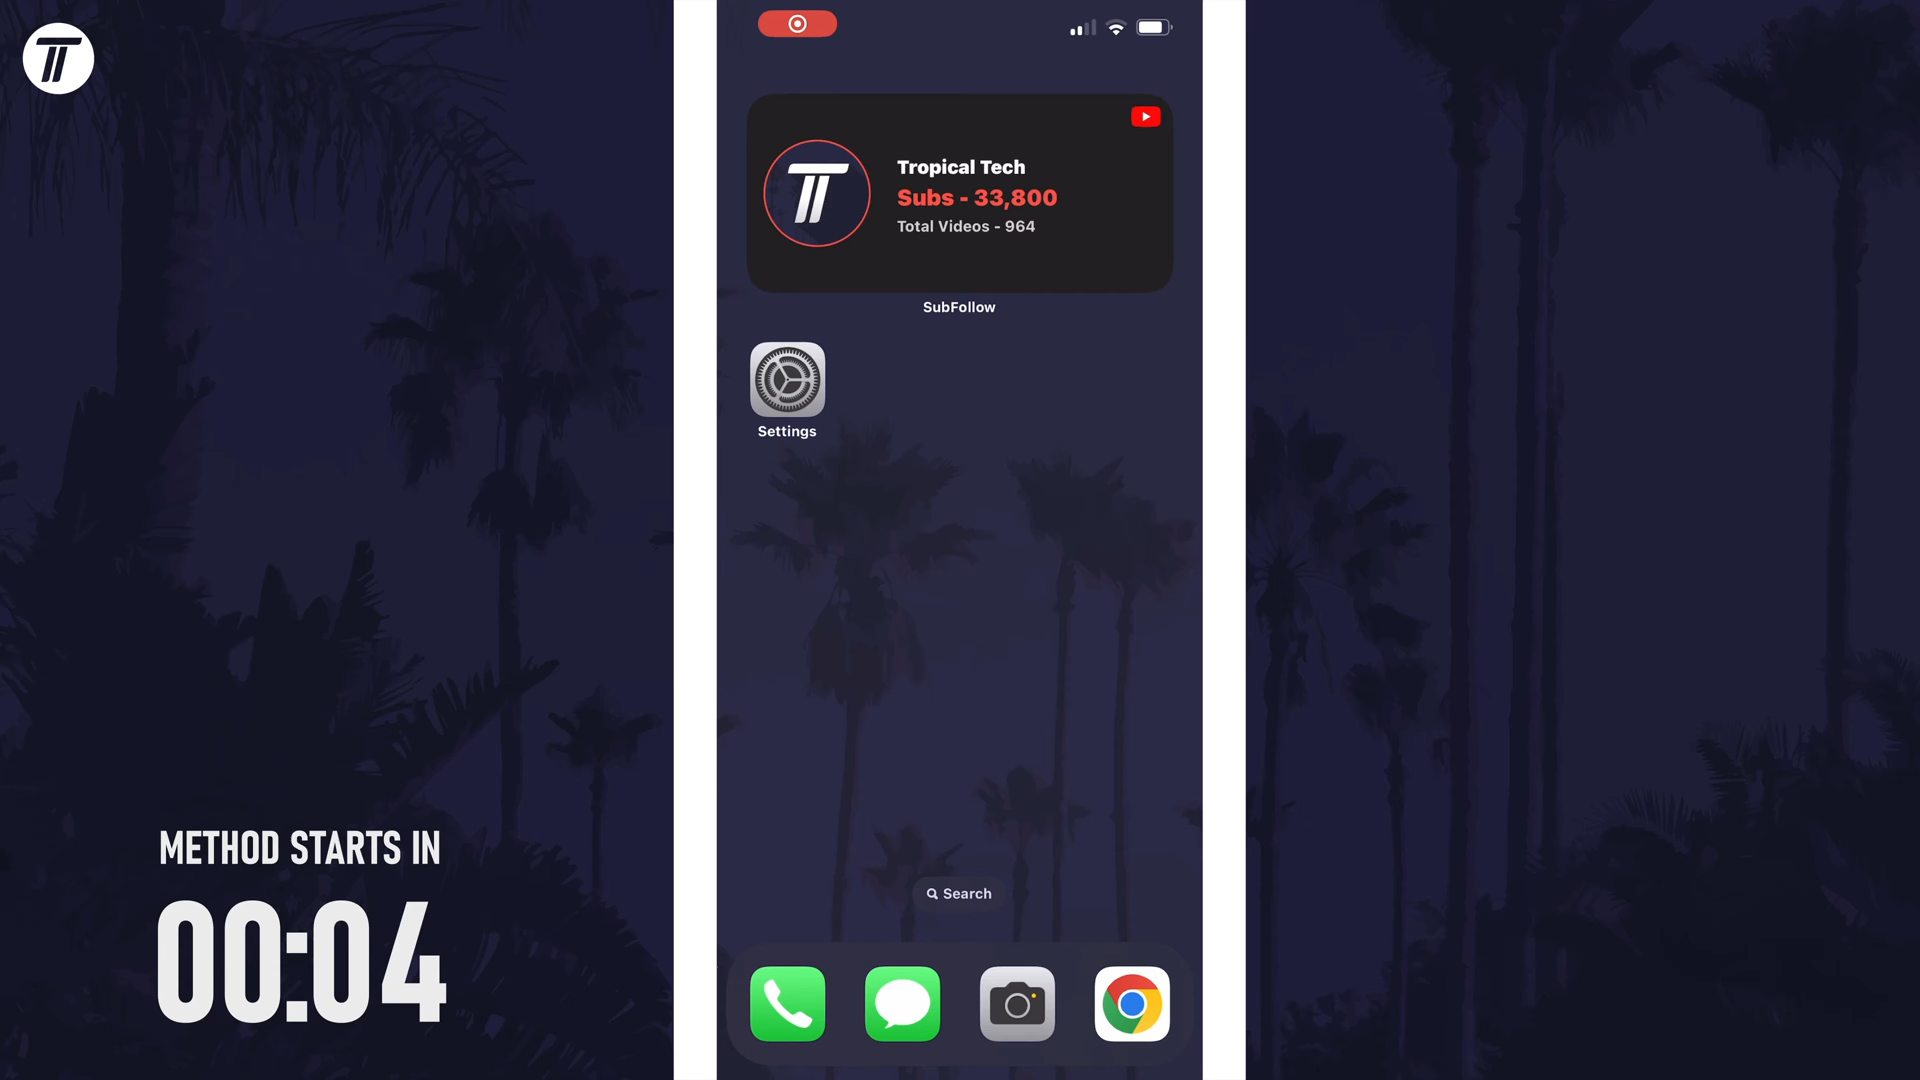 Tropical Tech
Subs - 33,800
Total Videos - 964
SubFollow
Settings
METHOD STARTS IN
00:04
Search